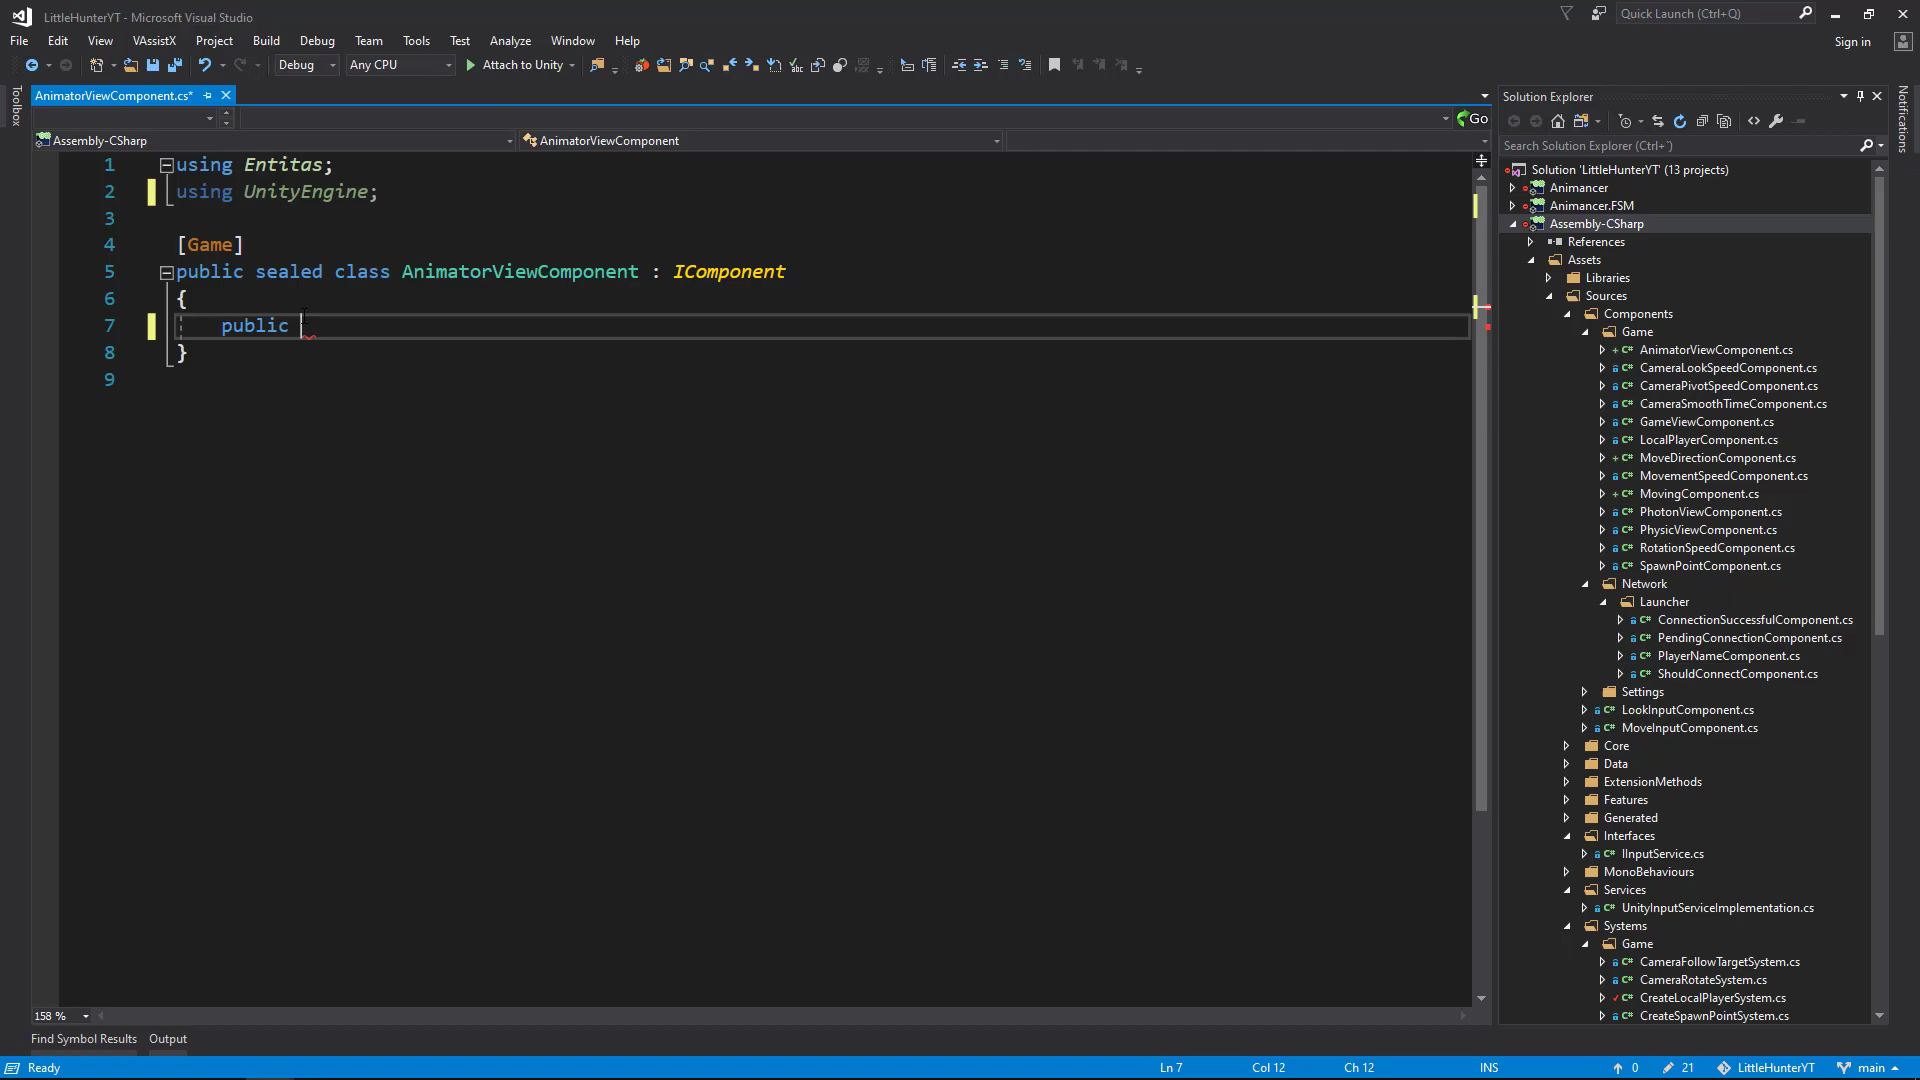 LittleHunterYT - Microsoft Visual Studio
Quick Launch (Ctrl+Q)
File Edit View VAssistX Project Build Debug Team Tools Test Analyze Window Help
Sign in
Debug Any CPU Attach to Unity
Toolbox
AnimatorViewComponent.cs*
Go
Assembly-CSharp
AnimatorViewComponent
1 using Entitas;
2 using UnityEngine;
3
4 [Game]
5 public sealed class AnimatorViewComponent : IComponent
6 {
7 public
8 }
9
158 %
Find Symbol Results Output
Solution Explorer
Notifications
Search Solution Explorer (Ctrl+`)
Solution 'LittleHunterYT' (13 projects)
Animancer
Animancer.FSM
Assembly-CSharp
References
Assets
Libraries
Sources
Components
Game
C# AnimatorViewComponent.cs
C# CameraLookSpeedComponent.cs
C# CameraPivotSpeedComponent.cs
C# CameraSmoothTimeComponent.cs
C# GameViewComponent.cs
C# LocalPlayerComponent.cs
C# MoveDirectionComponent.cs
C# MovementSpeedComponent.cs
C# MovingComponent.cs
C# PhotonViewComponent.cs
C# PhysicViewComponent.cs
C# RotationSpeedComponent.cs
C# SpawnPointComponent.cs
Network
Launcher
C# ConnectionSuccessfulComponent.cs
C# PendingConnectionComponent.cs
C# PlayerNameComponent.cs
C# ShouldConnectComponent.cs
Settings
C# LookInputComponent.cs
C# MoveInputComponent.cs
Core
Data
ExtensionMethods
Features
Generated
Interfaces
C# IInputService.cs
MonoBehaviours
Services
C# UnityInputServiceImplementation.cs
Systems
Game
C# CameraFollowTargetSystem.cs
C# CameraRotateSystem.cs
C# CreateLocalPlayerSystem.cs
C# CreateSpawnPointSystem.cs
Ready Ln 7 Col 12 Ch 12 INS 0 21 LittleHunterYT main